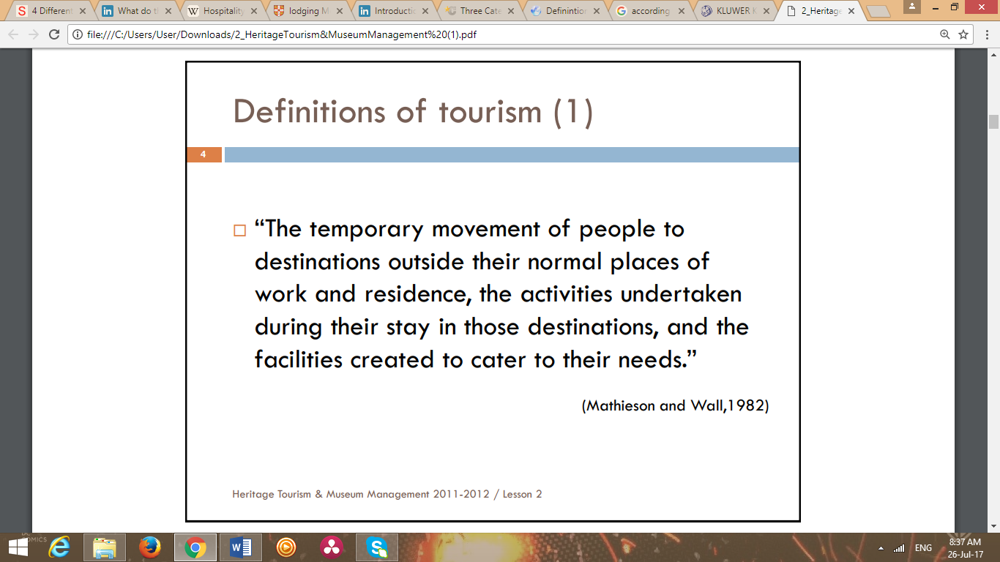 4 Different
What do t
Hospitality
lodging M
Introducti
Three Cate
Definintion
according
KLUWER
2_Heritage
file:///C:/Users/User/Downloads/2_HeritageTourism&MuseumManagement%20(1).pdf
Definitions of tourism (1)
4
“The temporary movement of people to
destinations outside their normal places of
work and residence, the activities undertaken
during their stay in those destinations, and the
facilities created to cater to their needs.”
(Mathieson and Wall,1982)
Heritage Tourism & Museum Management 2011-2012 / Lesson 2
ENG
8:37 AM
26-Jul-17